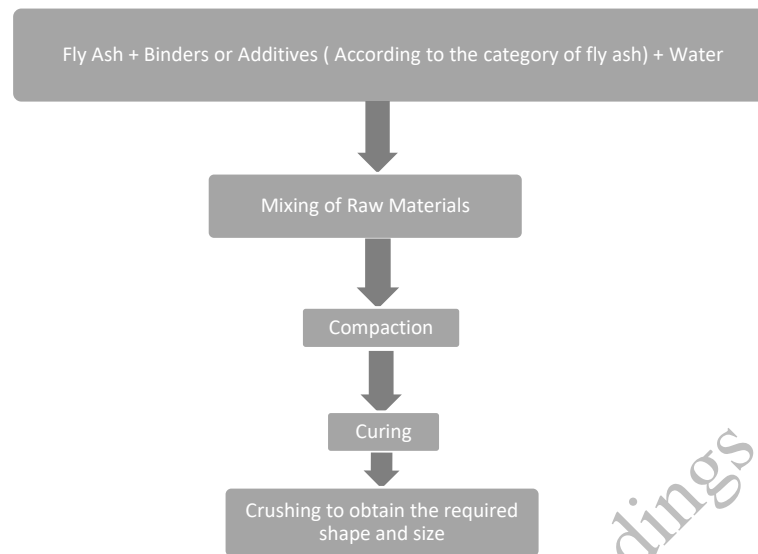 Fly Ash + Binders or Additives ( According to the category of fly ash) + Water
Mixing of Raw Materials
Compaction
Curing
Crushing to obtain the required
shape and size